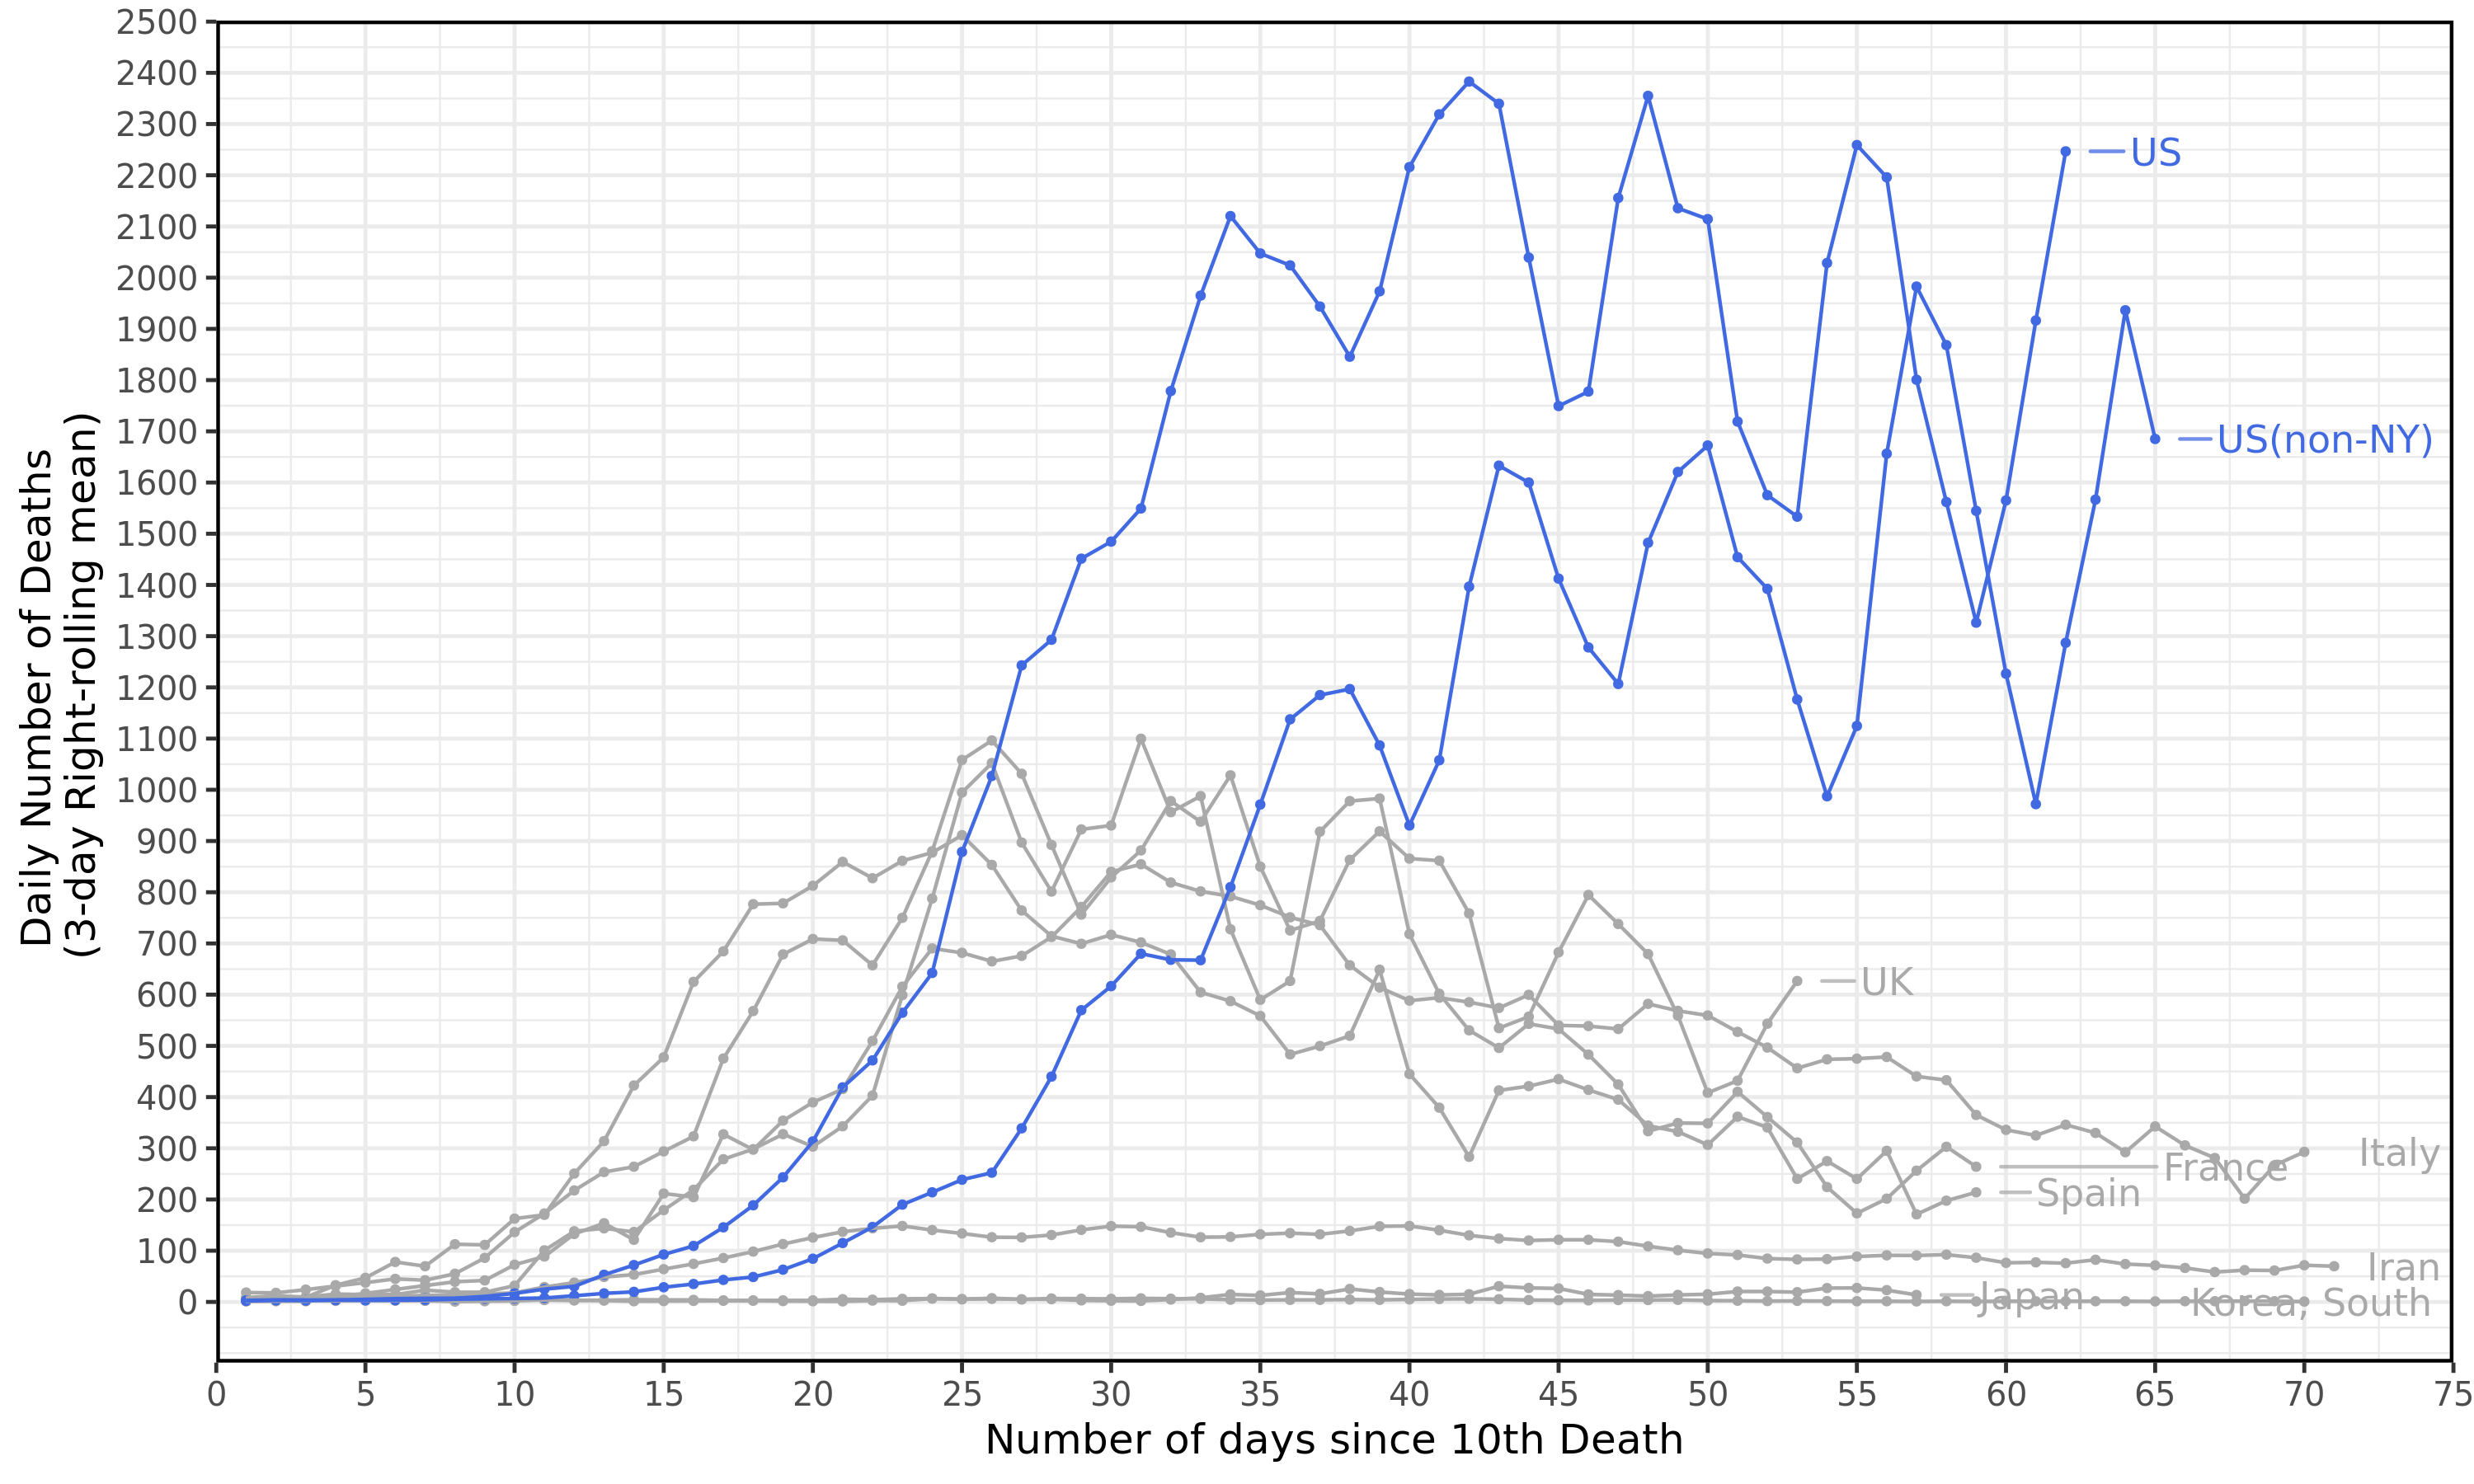 2500
2400
2300
2200
2100
2000
1900
1800
1700
1600
1500
1400
1300
1200
1100
1000
900
800
700
600
500
400
300
200
100
0
Daily Number of Deaths
(3-day Right-rolling mean)
US
US(non-NY)
UK
Italy
France
Spain
Iran
Japan
Korea, South
0 5 10 15 20 25 30 35 40 45 50 55 60 65 70 75
Number of days since 10th Death